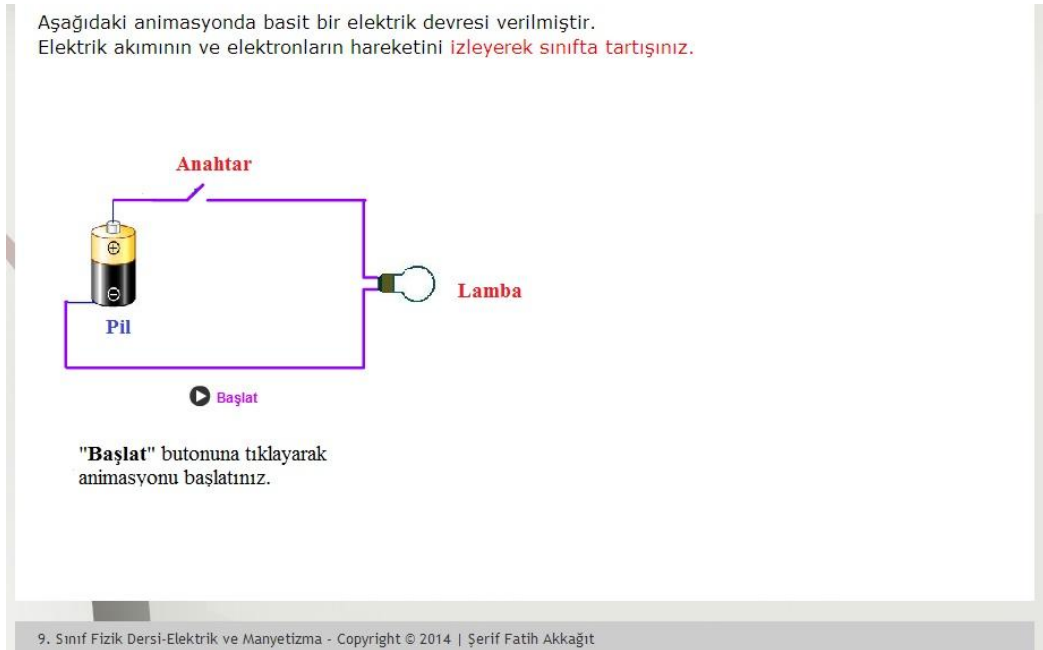 Aşağıdaki animasyonda basit bir elektrik devresi verilmiştir.
Elektrik akımının ve elektronların hareketini izleyerek sınıfta tartışınız.
Anahtar
Lamba
Pil
Başlat
"Başlat" butonuna tıklayarak
animasyonu başlatınız.
9. Sınıf Fizik Dersi-Elektrik ve Manyetizma - Copyright © 2014 | Şerif Fatih Akkağıt